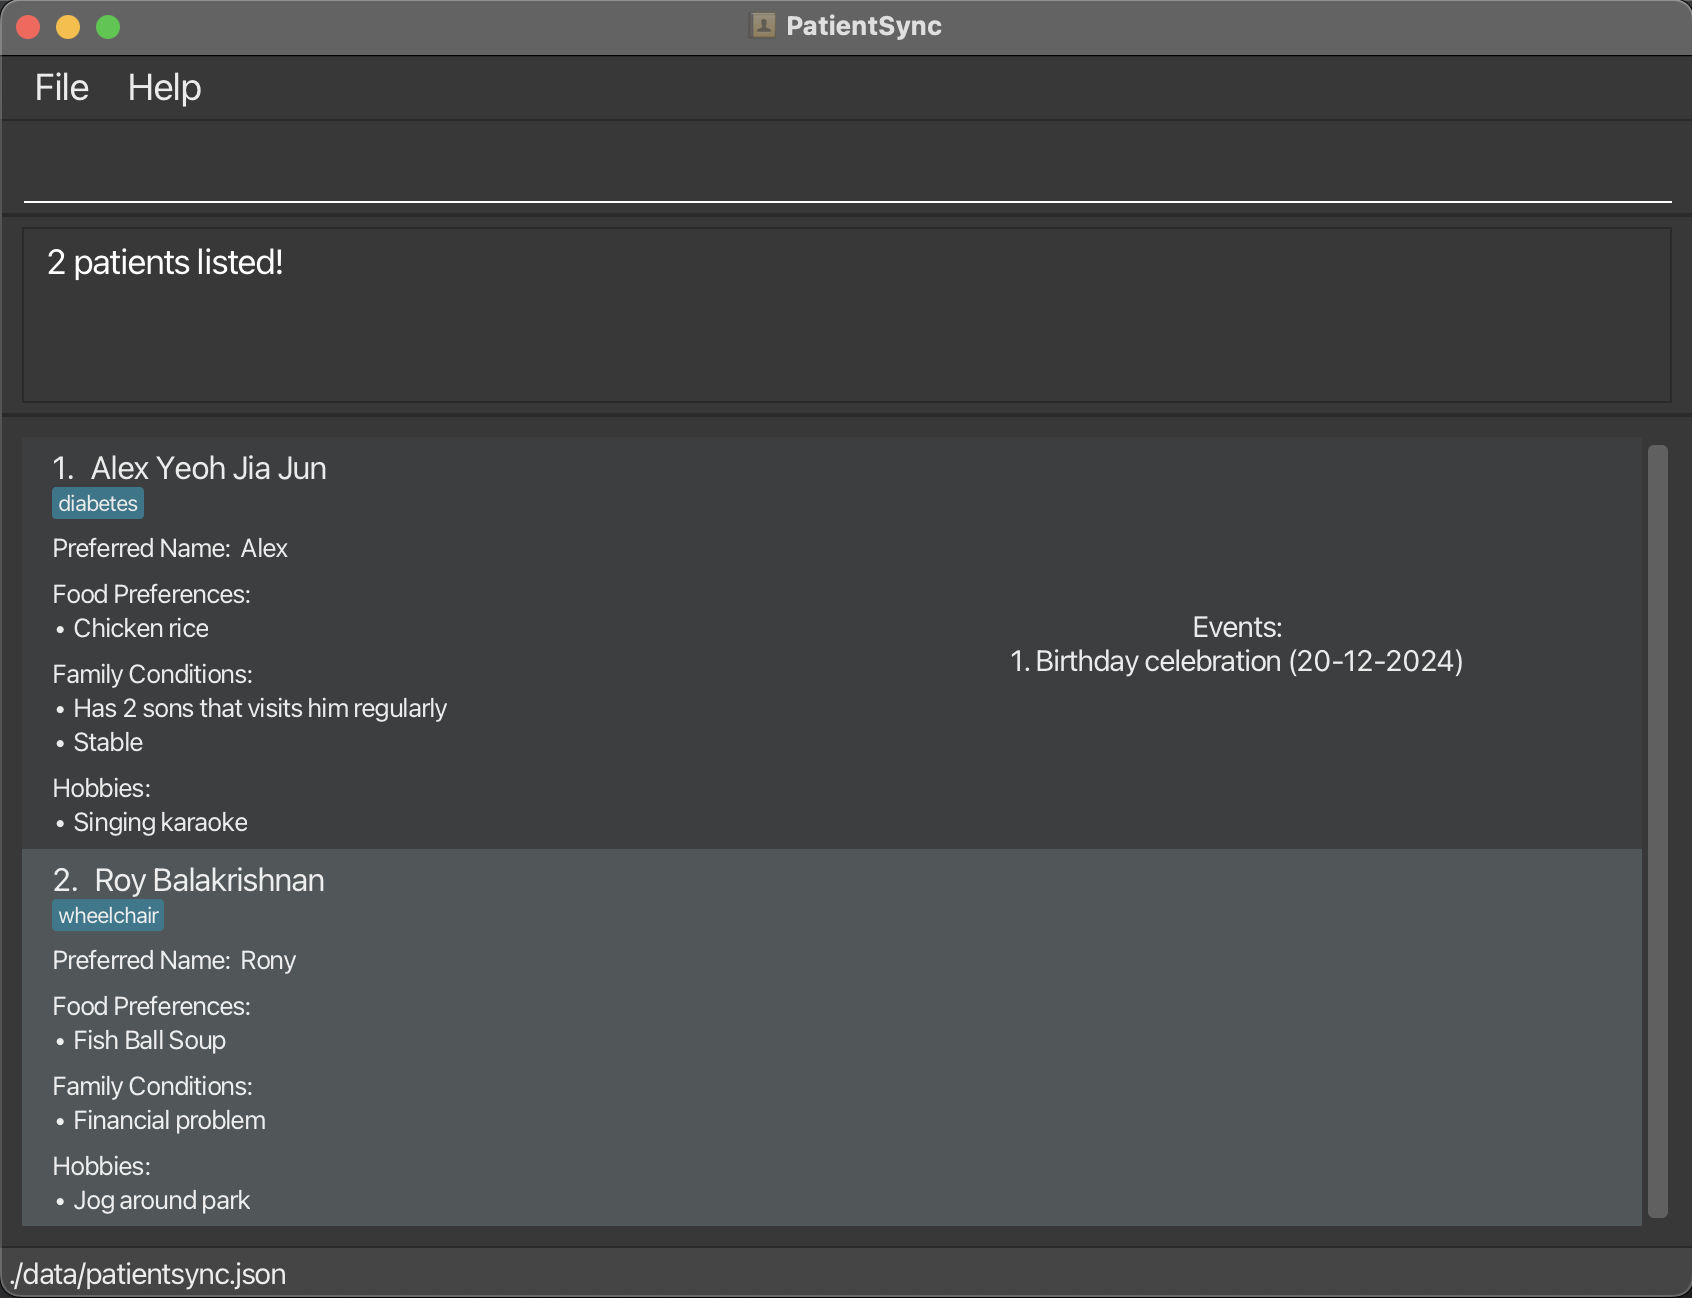 PatientSync
File Help
2 patients listed!
1. Alex Yeoh Jia Jun
diabetes
Preferred Name: Alex
Food Preferences:
• Chicken rice
Family Conditions:
• Has 2 sons that visits him regularly
• Stable
Hobbies:
• Singing karaoke
Events:
1. Birthday celebration (20-12-2024)
2. Roy Balakrishnan
wheelchair
Preferred Name: Rony
Food Preferences:
• Fish Ball Soup
Family Conditions:
• Financial problem
Hobbies:
• Jog around park
./data/patientsync.json